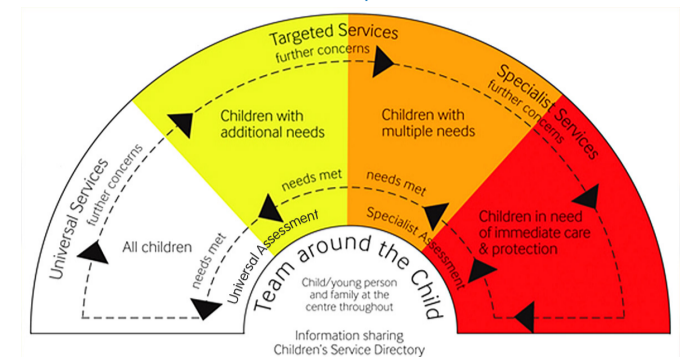 Targeted Services
further concerns
Specialist Services
further concerns
Universal Services
further concerns
Children with
additional needs
Children with
multiple needs
needs met
needs met
All children
needs met
Universal Assessment
Specialist Assessment
Children in need
of immediate care
& protection
Team around the Child
Child/young person
and family at the
centre throughout
Information sharing
Children's Service Directory